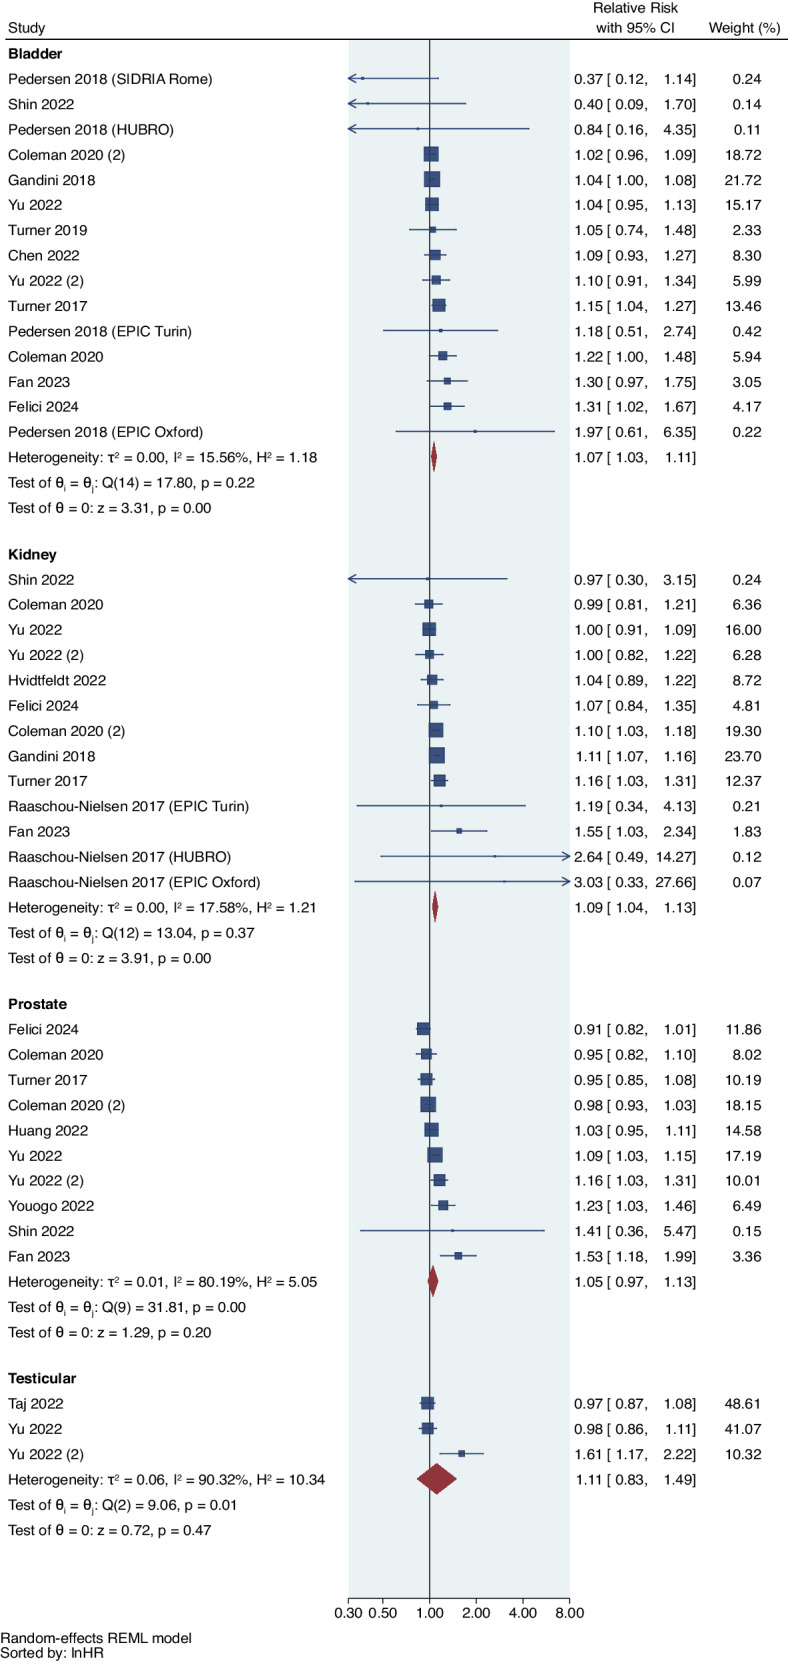 Relative Risk
Study with 95% CI Weight (%)
Bladder
Pedersen 2018 (SIDRIA Rome) 0.37 [ 0.12, 1.14] 0.24
Shin 2022 0.40 [ 0.09, 1.70] 0.14
Pedersen 2018 (HUBRO) 0.84 [ 0.16, 4.35] 0.11
Coleman 2020 (2) 1.02 [ 0.96, 1.09] 18.72
Gandini 2018 1.04 [ 1.00, 1.08] 21.72
Yu 2022 1.04 [ 0.95, 1.13] 15.17
Turner 2019 1.05 [ 0.74, 1.48] 2.33
Chen 2022 1.09 [ 0.93, 1.27] 8.30
Yu 2022 (2) 1.10 [ 0.91, 1.34] 5.99
Turner 2017 1.15 [ 1.04, 1.27] 13.46
Pedersen 2018 (EPIC Turin) 1.18 [ 0.51, 2.74] 0.42
Coleman 2020 1.22 [ 1.00, 1.48] 5.94
Fan 2023 1.30 [ 0.97, 1.75] 3.05
Felici 2024 1.31 [ 1.02, 1.67] 4.17
Pedersen 2018 (EPIC Oxford) 1.97 [ 0.61, 6.35] 0.22
Heterogeneity: τ² = 0.00, I² = 15.56%, H² = 1.18 1.07 [ 1.03, 1.11]
Test of θᵢ = θⱼ: Q(14) = 17.80, p = 0.22
Test of θ = 0: z = 3.31, p = 0.00
Kidney
Shin 2022 0.97 [ 0.30, 3.15] 0.24
Coleman 2020 0.99 [ 0.81, 1.21] 6.36
Yu 2022 1.00 [ 0.91, 1.09] 16.00
Yu 2022 (2) 1.00 [ 0.82, 1.22] 6.28
Hvidtfeldt 2022 1.04 [ 0.89, 1.22] 8.72
Felici 2024 1.07 [ 0.84, 1.35] 4.81
Coleman 2020 (2) 1.10 [ 1.03, 1.18] 19.30
Gandini 2018 1.11 [ 1.07, 1.16] 23.70
Turner 2017 1.16 [ 1.03, 1.31] 12.37
Raaschou-Nielsen 2017 (EPIC Turin) 1.19 [ 0.34, 4.13] 0.21
Fan 2023 1.55 [ 1.03, 2.34] 1.83
Raaschou-Nielsen 2017 (HUBRO) 2.64 [ 0.49, 14.27] 0.12
Raaschou-Nielsen 2017 (EPIC Oxford) 3.03 [ 0.33, 27.66] 0.07
Heterogeneity: τ² = 0.00, I² = 17.58%, H² = 1.21 1.09 [ 1.04, 1.13]
Test of θᵢ = θⱼ: Q(12) = 13.04, p = 0.37
Test of θ = 0: z = 3.91, p = 0.00
Prostate
Felici 2024 0.91 [ 0.82, 1.01] 11.86
Coleman 2020 0.95 [ 0.82, 1.10] 8.02
Turner 2017 0.95 [ 0.85, 1.08] 10.19
Coleman 2020 (2) 0.98 [ 0.93, 1.03] 18.15
Huang 2022 1.03 [ 0.95, 1.11] 14.58
Yu 2022 1.09 [ 1.03, 1.15] 17.19
Yu 2022 (2) 1.16 [ 1.03, 1.31] 10.01
Youogo 2022 1.23 [ 1.03, 1.46] 6.49
Shin 2022 1.41 [ 0.36, 5.47] 0.15
Fan 2023 1.53 [ 1.18, 1.99] 3.36
Heterogeneity: τ² = 0.01, I² = 80.19%, H² = 5.05 1.05 [ 0.97, 1.13]
Test of θᵢ = θⱼ: Q(9) = 31.81, p = 0.00
Test of θ = 0: z = 1.29, p = 0.20
Testicular
Taj 2022 0.97 [ 0.87, 1.08] 48.61
Yu 2022 0.98 [ 0.86, 1.11] 41.07
Yu 2022 (2) 1.61 [ 1.17, 2.22] 10.32
Heterogeneity: τ² = 0.06, I² = 90.32%, H² = 10.34 1.11 [ 0.83, 1.49]
Test of θᵢ = θⱼ: Q(2) = 9.06, p = 0.01
Test of θ = 0: z = 0.72, p = 0.47
0.30 0.50 1.00 2.00 4.00 8.00
Random-effects REML model
Sorted by: lnHR